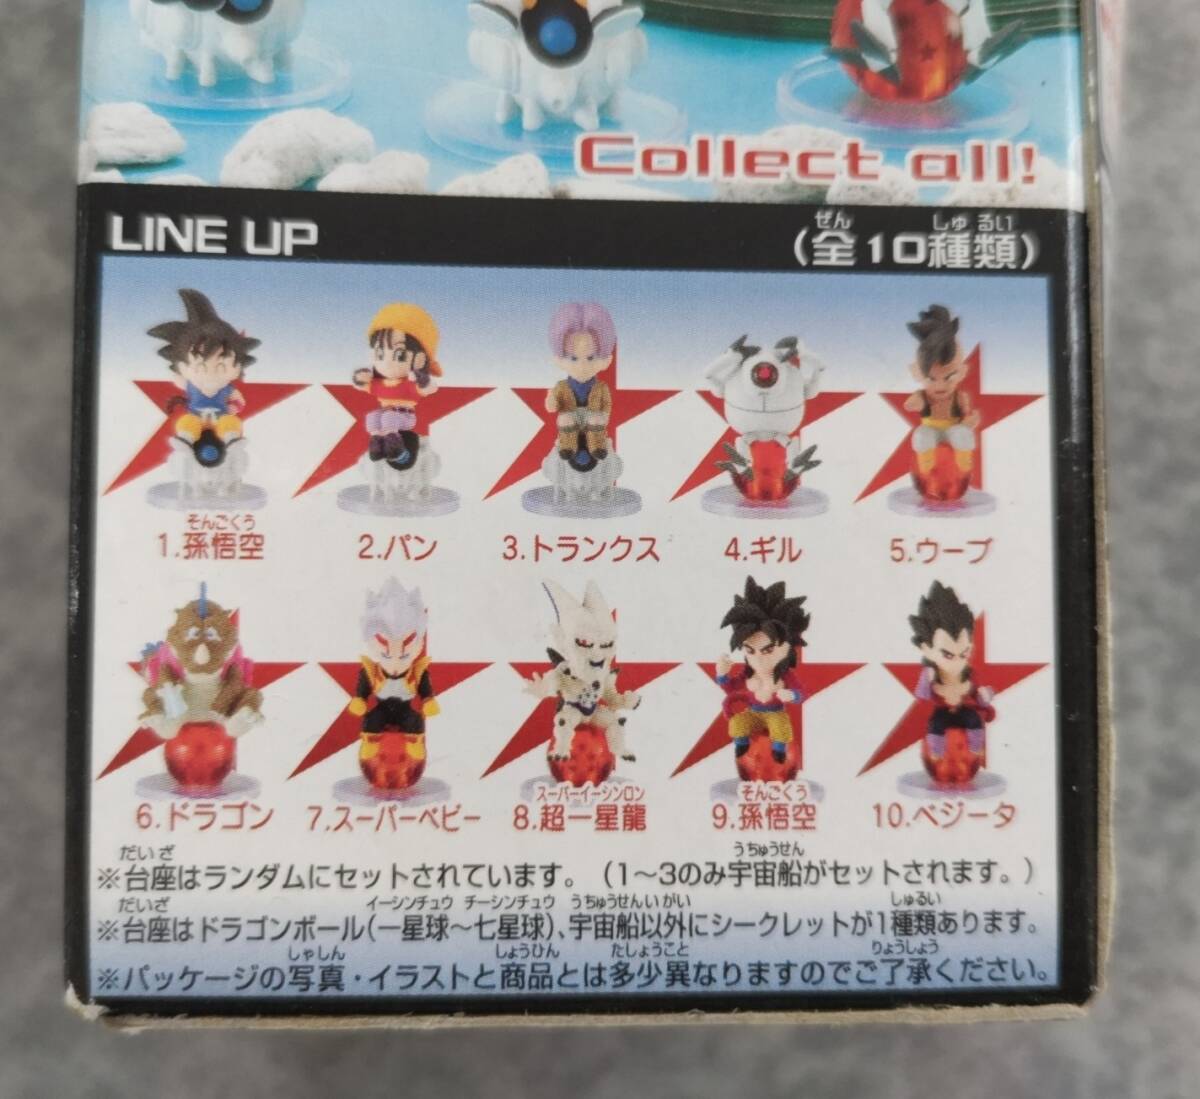 Collect all!
LINE UP
ぜん しゅ るい
(全10種類)
そんごくう
1.孫悟空 2.パン 3.トランクス 4.ギル 5.ウーブ
スーパーイーシンロン そんごくう
6.ドラゴン 7.スーパーベビー 8.超一星龍 9.孫悟空 10.ベジータ
だいざ うちゅうせん
※台座はランダムにセットされています。(1〜3のみ宇宙船がセットされます。)
だいざ イーシンチュウ チーシンチュウ うちゅうせんいがい しゅるい
※台座はドラゴンボール(一星球〜七星球)、宇宙船以外にシークレットが1種類あります。
しゃしん しょうひん たしょうこと りょうしょう
※パッケージの写真・イラストと商品とは多少異なりますのでご了承ください。